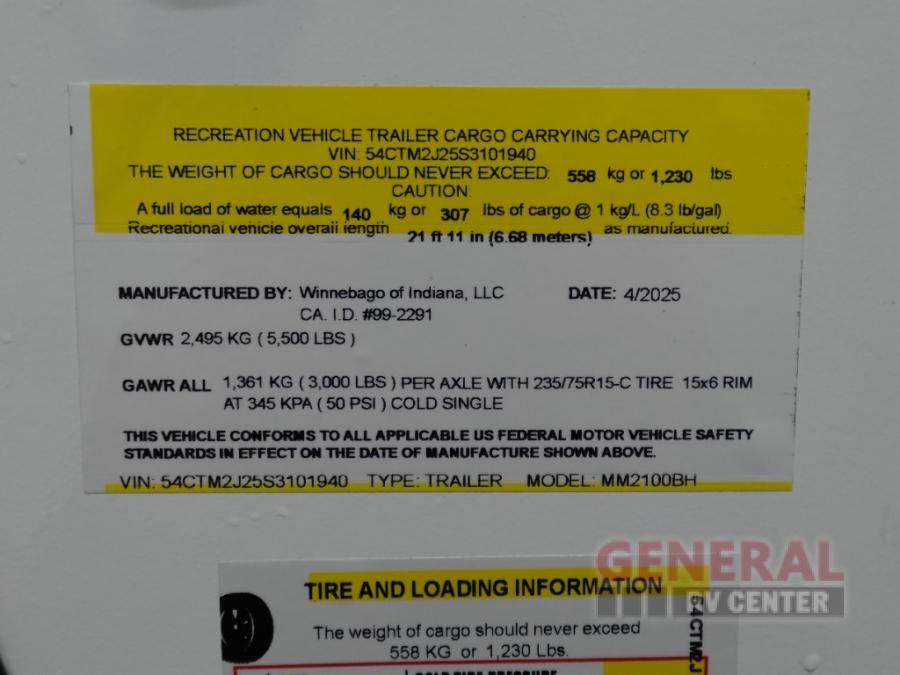 RECREATION VEHICLE TRAILER CARGO CARRYING CAPACITY
VIN: 54CTM2J25S3101940
THE WEIGHT OF CARGO SHOULD NEVER EXCEED: 558 kg or 1,230 lbs
CAUTION:
A full load of water equals 140 kg or 307 lbs of cargo @ 1 kg/L (8.3 lb/gal)
Recreational vehicle overall length 21 ft 11 in (6.68 meters) as manufactured.
MANUFACTURED BY: Winnebago of Indiana, LLC DATE: 4/2025
CA. I.D. #99-2291
GVWR 2,495 KG ( 5,500 LBS )
GAWR ALL 1,361 KG ( 3,000 LBS ) PER AXLE WITH 235/75R15-C TIRE 15x6 RIM
AT 345 KPA ( 50 PSI ) COLD SINGLE
THIS VEHICLE CONFORMS TO ALL APPLICABLE US FEDERAL MOTOR VEHICLE SAFETY
STANDARDS IN EFFECT ON THE DATE OF MANUFACTURE SHOWN ABOVE.
VIN: 54CTM2J25S3101940 TYPE: TRAILER MODEL: MM2100BH
GENERAL
RV CENTER
TIRE AND LOADING INFORMATION
The weight of cargo should never exceed
558 KG or 1,230 Lbs.
54CTM2J
COLD TIRE PRESSURE